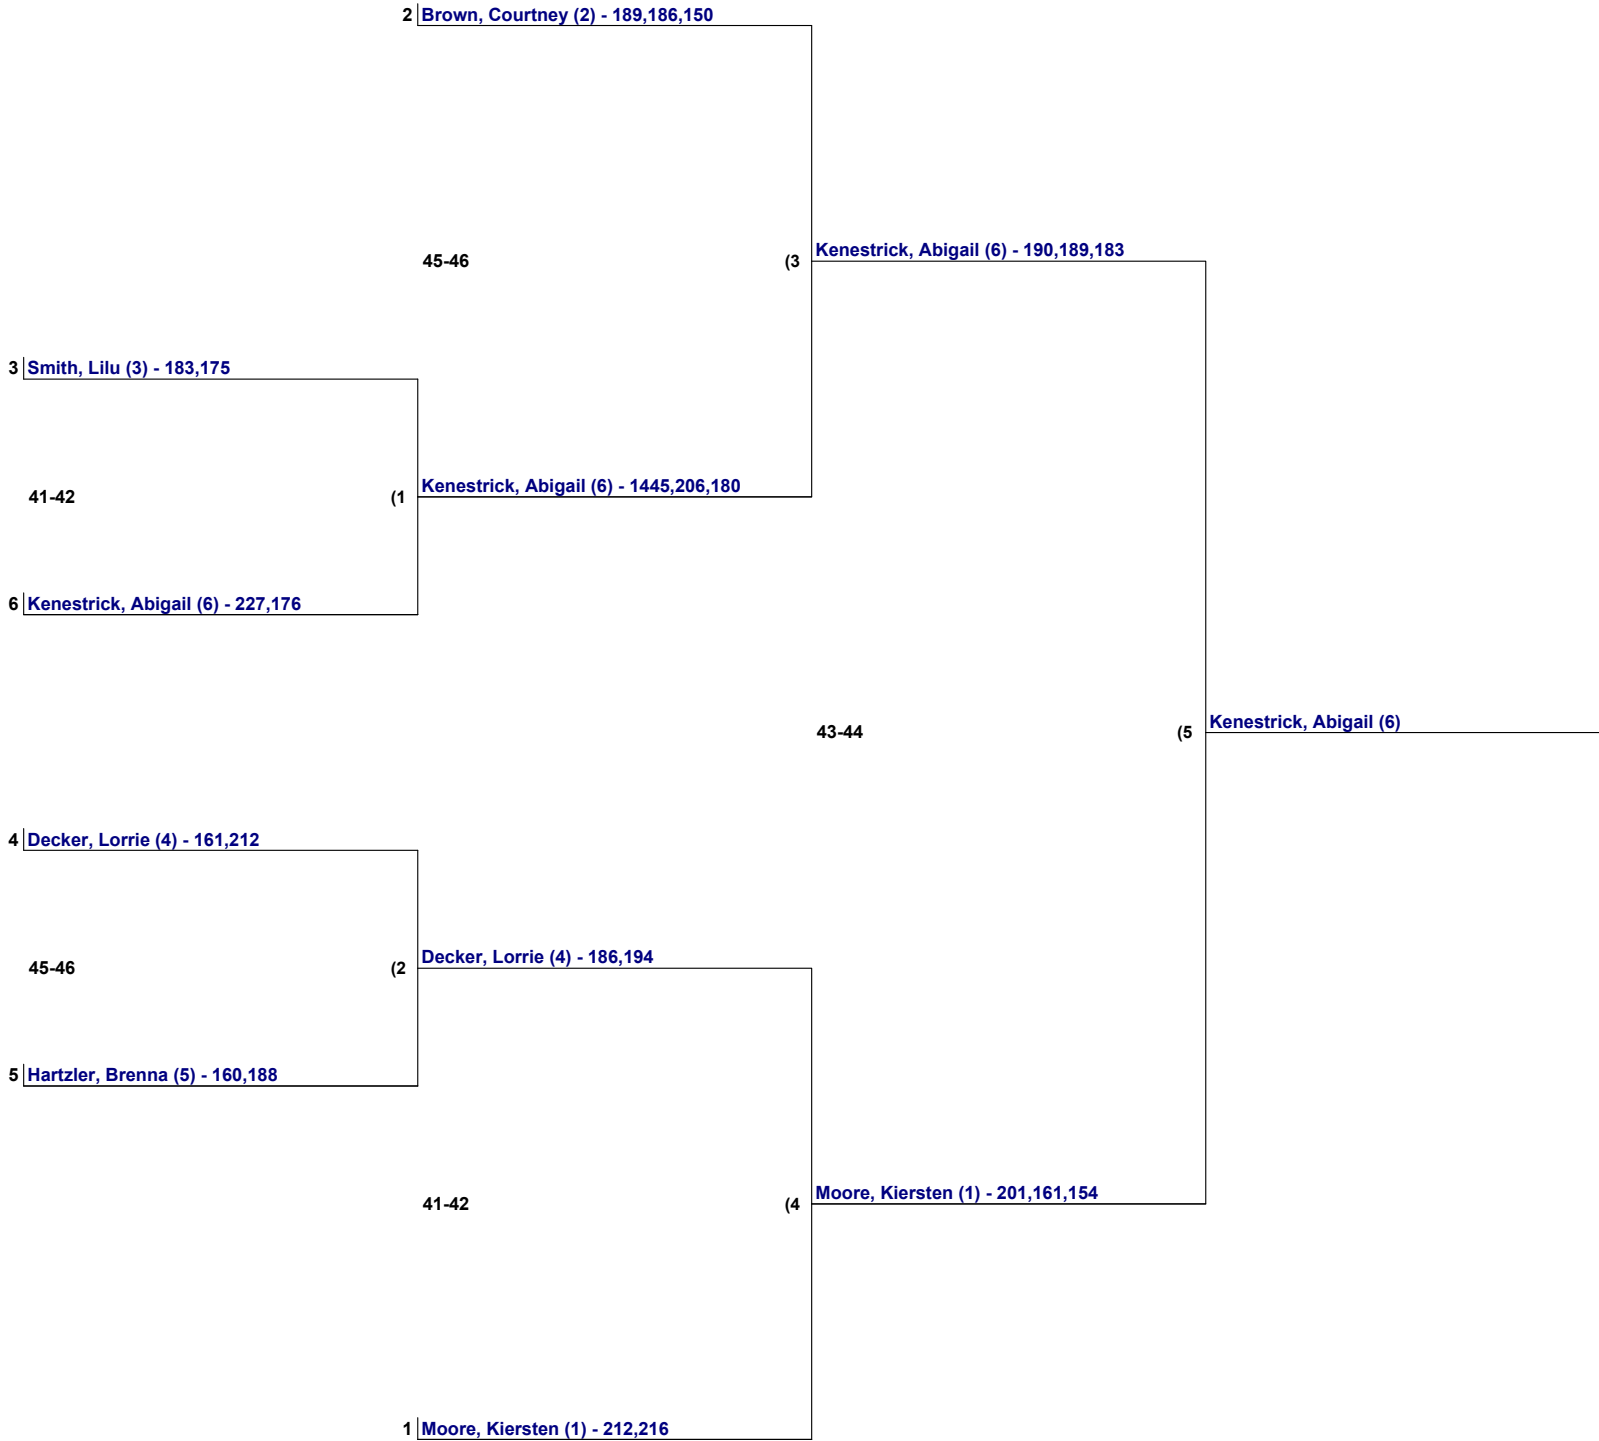 2 Brown, Courtney (2) - 189,186,150
45-46 (3 Kenestrick, Abigail (6) - 190,189,183
3 Smith, Lilu (3) - 183,175
41-42 (1 Kenestrick, Abigail (6) - 1445,206,180
6 Kenestrick, Abigail (6) - 227,176
43-44 (5 Kenestrick, Abigail (6)
4 Decker, Lorrie (4) - 161,212
45-46 (2 Decker, Lorrie (4) - 186,194
5 Hartzler, Brenna (5) - 160,188
41-42 (4 Moore, Kiersten (1) - 201,161,154
1 Moore, Kiersten (1) - 212,216